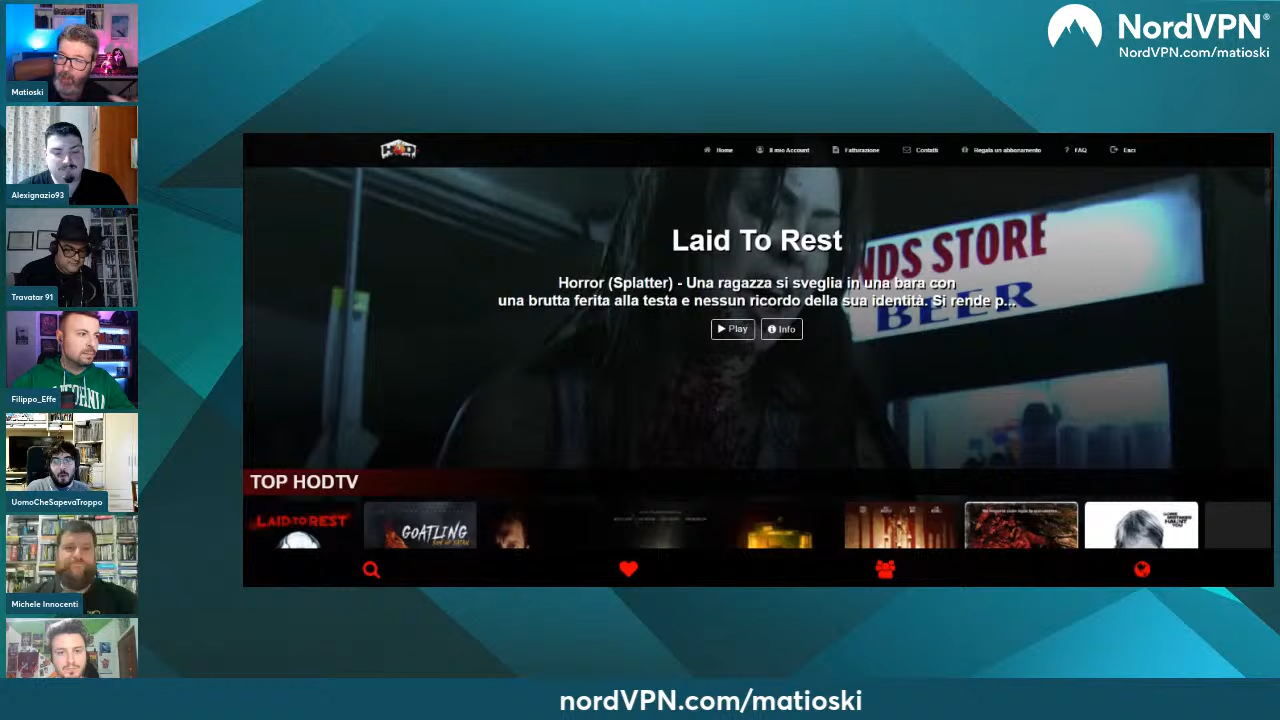 NordVPN®
NordVPN.com/matioski
Matioski
Alexignazio93
Travatar 91
Filippo_Effe
UomoCheSapevaTroppo
Michele Innocenti
Home
Il mio Account
Fatturazione
Contatti
Regala un abbonamento
FAQ
Esci
NDS STORE
BEER
Laid To Rest
Horror (Splatter) - Una ragazza si sveglia in una bara con
una brutta ferita alla testa e nessun ricordo della sua identità. Si rende p...
Play
Info
TOP HODTV
LAID TO REST
GOATLING
nordVPN.com/matioski